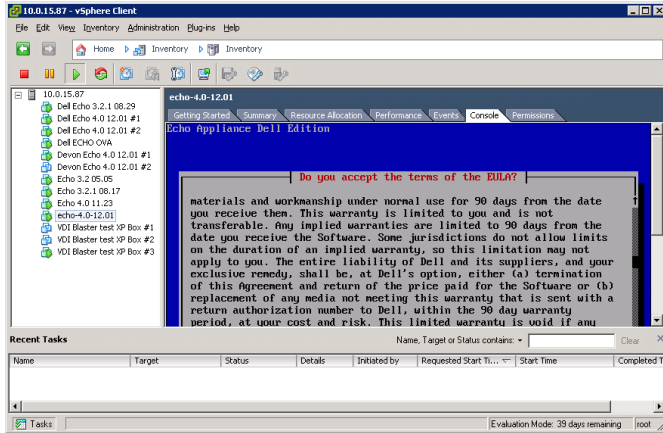 10.0.15.87 - vSphere Client
File Edit View Inventory Administration Plug-ins Help
Home Inventory Inventory
10.0.15.87
Dell Echo 3.2.1 08.29
Dell Echo 4.0 12.01 #1
Dell Echo 4.0 12.01 #2
Dell ECHO OVA
Devon Echo 4.0 12.01 #1
Devon Echo 4.0 12.01 #2
Echo 3.2 05.05
Echo 3.2.1 08.17
Echo 4.0 11.23
echo-4.0-12.01
VDI Blaster test XP Box #1
VDI Blaster test XP Box #2
VDI Blaster test XP Box #3
echo-4.0-12.01
Getting Started Summary Resource Allocation Performance Events Console Permissions
Echo Appliance Dell Edition
Do you accept the terms of the EULA?
materials and workmanship under normal use for 90 days from the date
you receive them. This warranty is limited to you and is not
transferable. Any implied warranties are limited to 90 days from the
date you receive the Software. Some jurisdictions do not allow limits
on the duration of an implied warranty, so this limitation may not
apply to you. The entire liability of Dell and its suppliers, and your
exclusive remedy, shall be, at Dell's option, either (a) termination
of this Agreement and return of the price paid for the Software or (b)
replacement of any media not meeting this warranty that is sent with a
return authorization number to Dell, within the 90 day warranty
period, at your cost and risk. This limited warranty is void if any
Recent Tasks
Name, Target or Status contains: Clear
Name Target Status Details Initiated by Requested Start Ti... Start Time Completed T
Tasks Evaluation Mode: 39 days remaining root